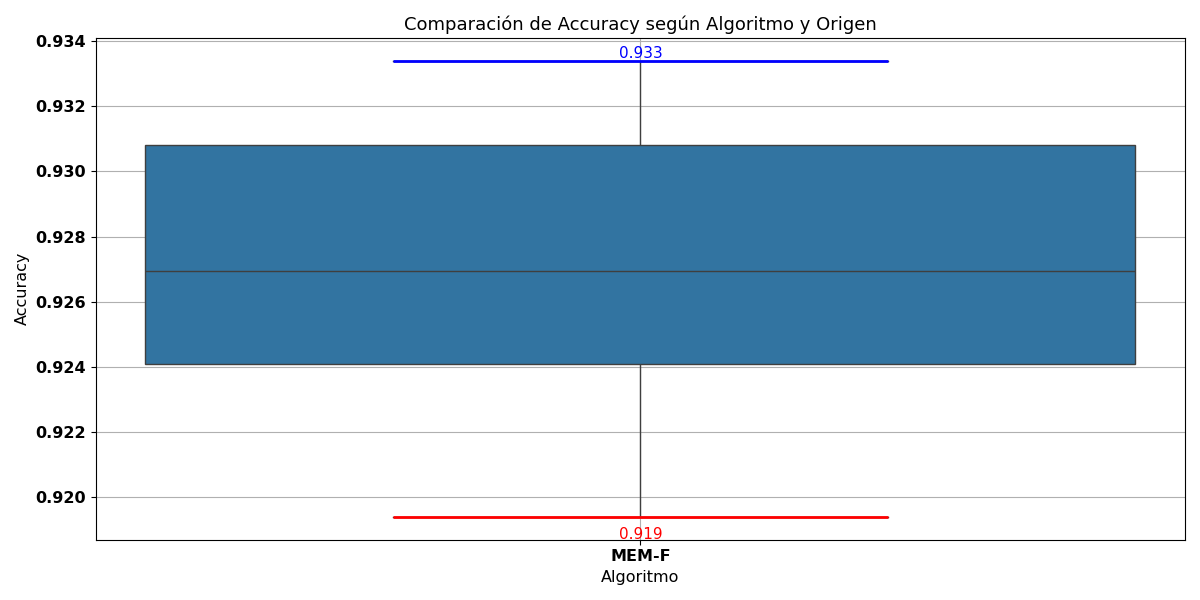 Comparación de Accuracy según Algoritmo y Origen
0.934
0.933
0.932
0.930
0.928
0.926
0.924
0.922
0.920
0.919
Accuracy
MEM-F
Algoritmo